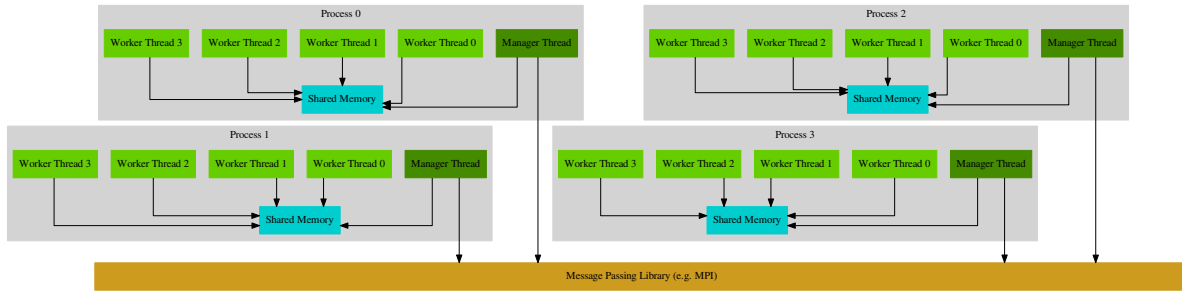 Process 0
Worker Thread 3 Worker Thread 2 Worker Thread 1 Worker Thread 0 Manager Thread
Shared Memory
Process 2
Worker Thread 3 Worker Thread 2 Worker Thread 1 Worker Thread 0 Manager Thread
Shared Memory
Process 1
Worker Thread 3 Worker Thread 2 Worker Thread 1 Worker Thread 0 Manager Thread
Shared Memory
Process 3
Worker Thread 3 Worker Thread 2 Worker Thread 1 Worker Thread 0 Manager Thread
Shared Memory
Message Passing Library (e.g. MPI)